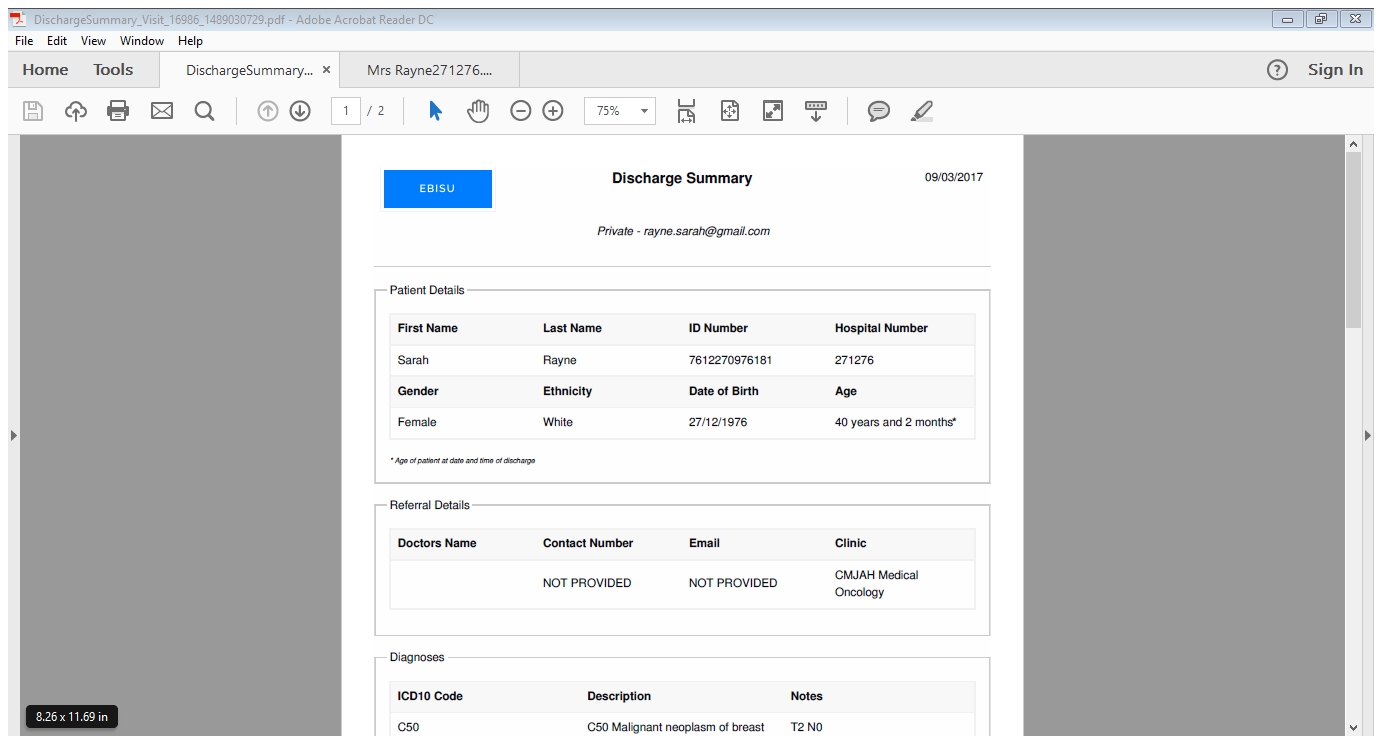 DischargeSummary_Visit_16986_1489030729.pdf - Adobe Acrobat Reader DC
File Edit View Window Help
Home Tools DischargeSummary... × Mrs Rayne271276.... ? Sign In
1 / 2 75%
EBISU Discharge Summary 09/03/2017
Private - rayne.sarah@gmail.com
Patient Details
First Name Last Name ID Number Hospital Number
Sarah Rayne 7612270976181 271276
Gender Ethnicity Date of Birth Age
Female White 27/12/1976 40 years and 2 months*
* Age of patient at date and time of discharge
Referral Details
Doctors Name Contact Number Email Clinic
NOT PROVIDED NOT PROVIDED CMJAH Medical
Oncology
Diagnoses
ICD10 Code Description Notes
C50 C50 Malignant neoplasm of breast T2 N0
8.26 x 11.69 in